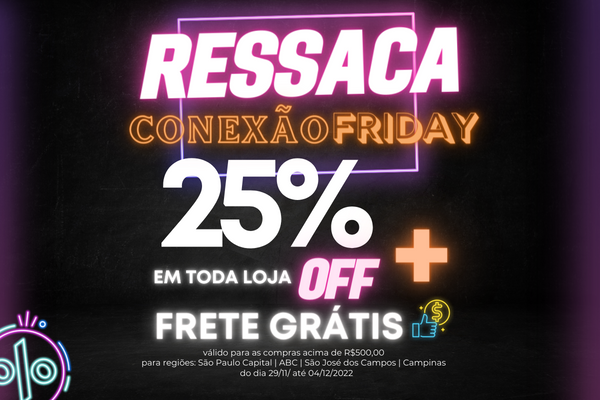 RESSACA
CONEXÃO FRIDAY
25%
EM TODA LOJA OFF +
FRETE GRÁTIS
válido para as compras acima de R$500,00
para regiões: São Paulo Capital | ABC | São José dos Campos | Campinas
do dia 29/11/ até 04/12/2022